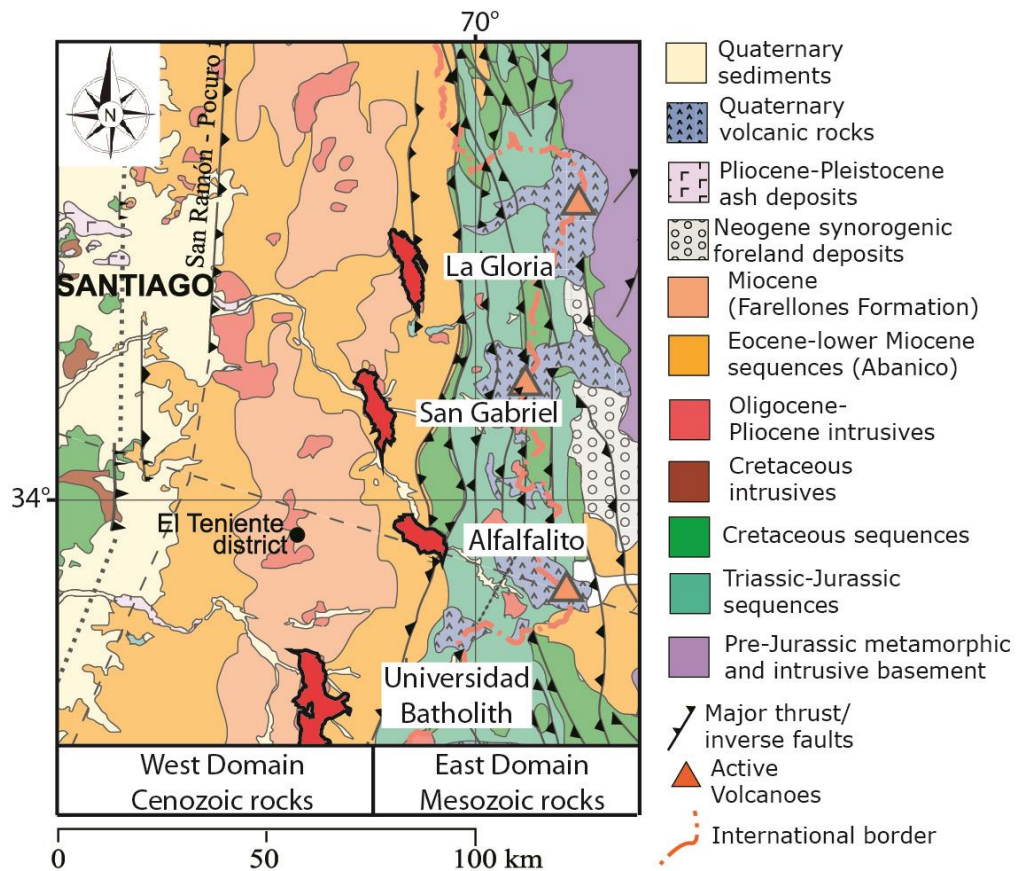 70°
N
San Ramón - Pocuro
SANTIAGO
La Gloria
San Gabriel
34°
El Teniente
district
Alfalfalito
Universidad
Batholith
West Domain
Cenozoic rocks
East Domain
Mesozoic rocks
0
50
100 km
Quaternary
sediments
Quaternary
volcanic rocks
Pliocene-Pleistocene
ash deposits
Neogene synorogenic
foreland deposits
Miocene
(Farellones Formation)
Eocene-lower Miocene
sequences (Abanico)
Oligocene-
Pliocene intrusives
Cretaceous
intrusives
Cretaceous sequences
Triassic-Jurassic
sequences
Pre-Jurassic metamorphic
and intrusive basement
Major thrust/
inverse faults
Active
Volcanoes
International border